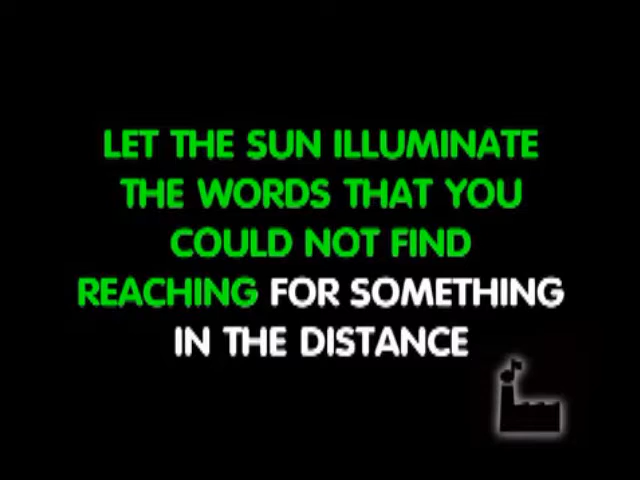 LET THE SUN ILLUMINATE
THE WORDS THAT YOU
COULD NOT FIND
REACHING FOR SOMETHING
IN THE DISTANCE